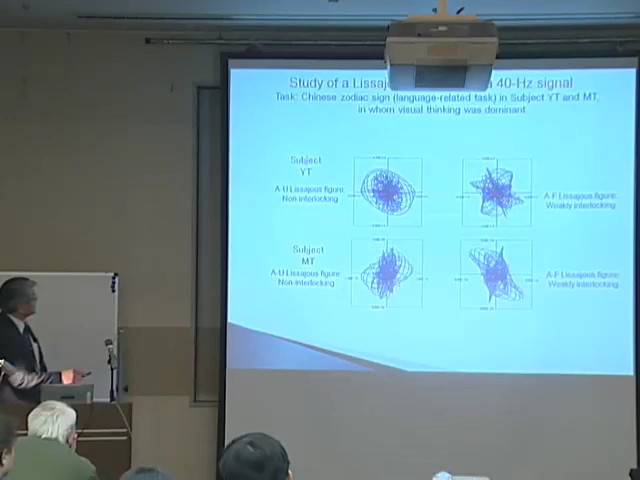 Study of a Lissaj 40-Hz signal
Task: Chinese zodiac sign (language-related task) in Subject YT and MT,
in whom visual thinking was dominant
Subject
YT
A-U Lissajous figure:
Non-interlocking
A-F Lissajous figure:
Weakly interlocking
Subject
MT
A-U Lissajous figure:
Non-interlocking
A-F Lissajous figure:
Weakly interlocking